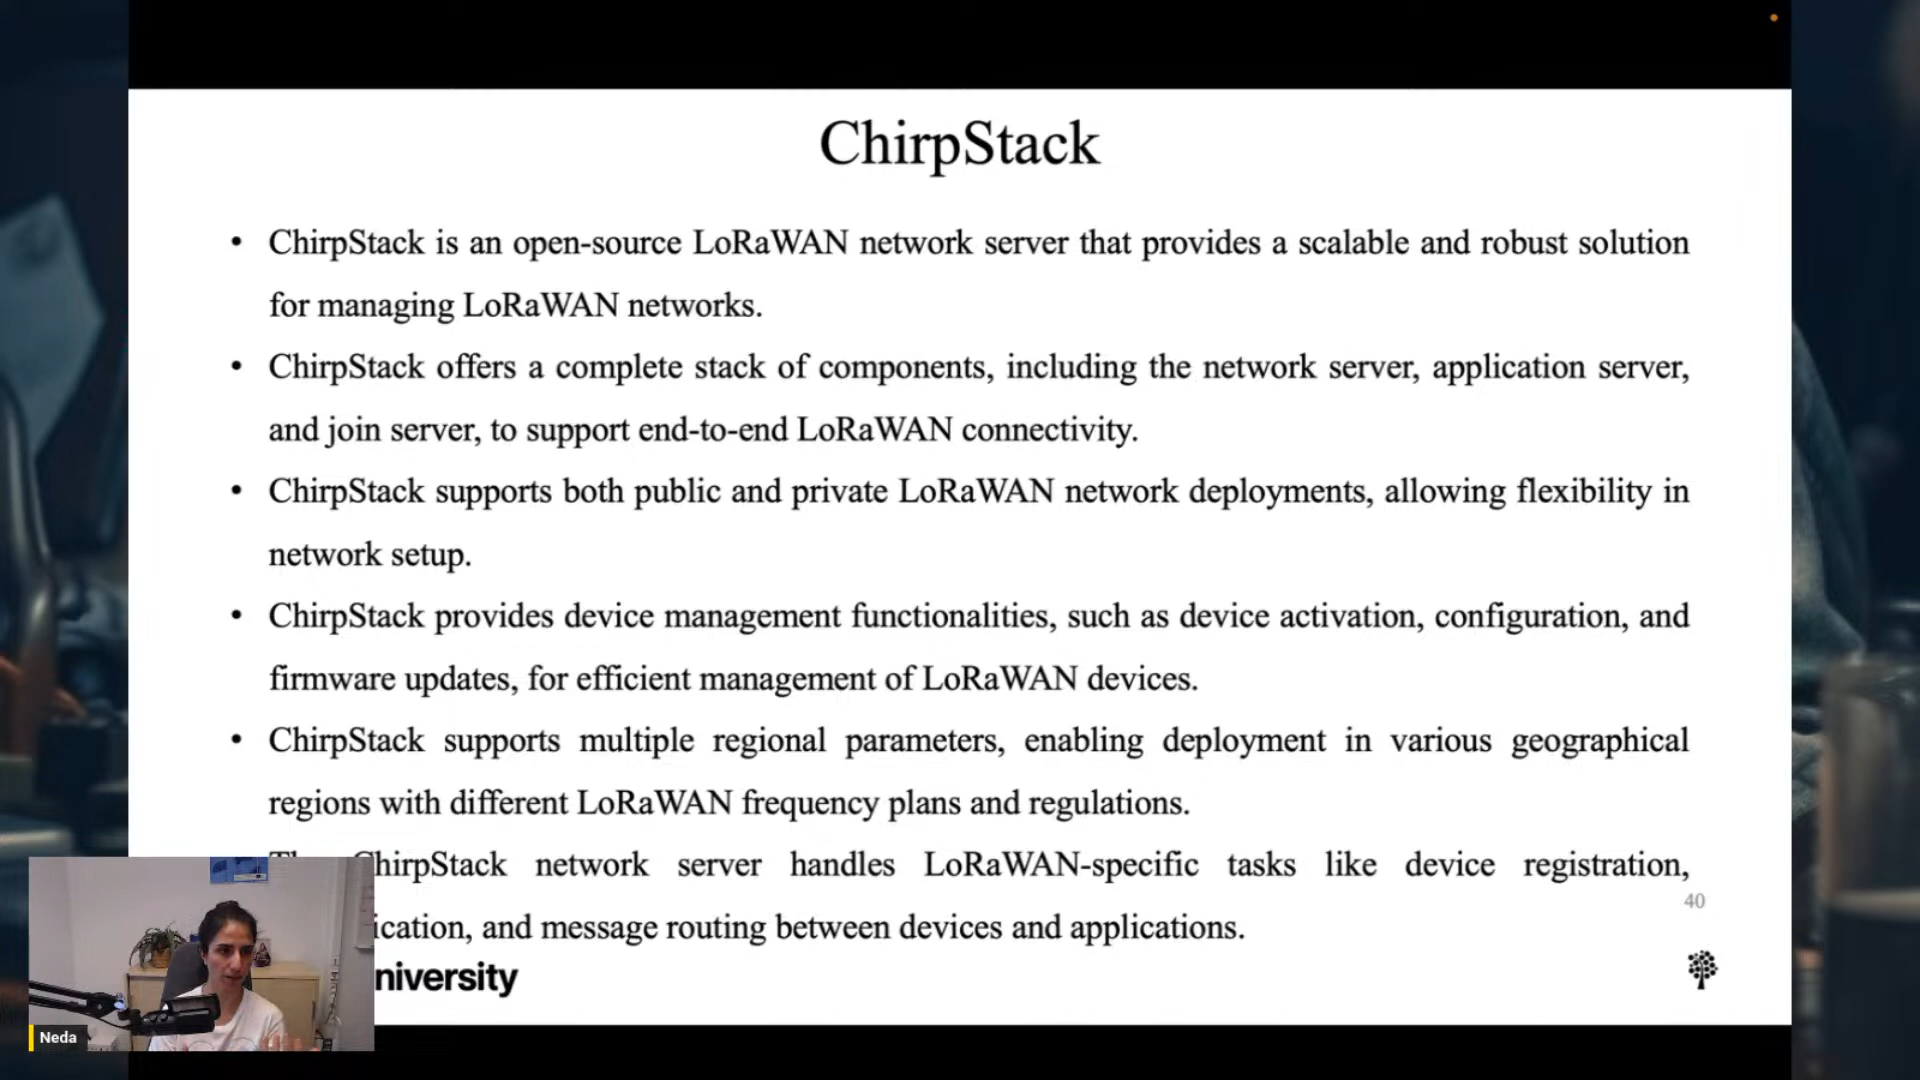 ChirpStack
• ChirpStack is an open-source LoRaWAN network server that provides a scalable and robust solution
for managing LoRaWAN networks.
• ChirpStack offers a complete stack of components, including the network server, application server,
and join server, to support end-to-end LoRaWAN connectivity.
• ChirpStack supports both public and private LoRaWAN network deployments, allowing flexibility in
network setup.
• ChirpStack provides device management functionalities, such as device activation, configuration, and
firmware updates, for efficient management of LoRaWAN devices.
• ChirpStack supports multiple regional parameters, enabling deployment in various geographical
regions with different LoRaWAN frequency plans and regulations.
ChirpStack network server handles LoRaWAN-specific tasks like device registration,
ication, and message routing between devices and applications.
40
niversity
Neda